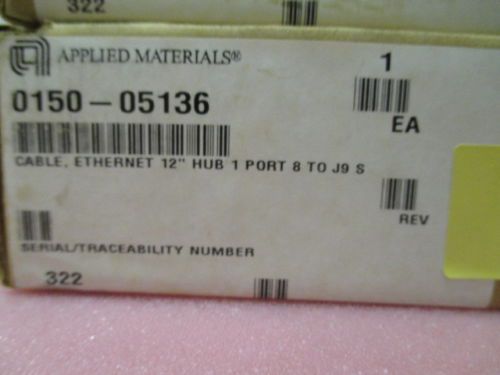 322
APPLIED MATERIALS®
1
0150-05136
EA
CABLE, ETHERNET 12" HUB 1 PORT 8 TO J9 S
REV
SERIAL/TRACEABILITY NUMBER
322